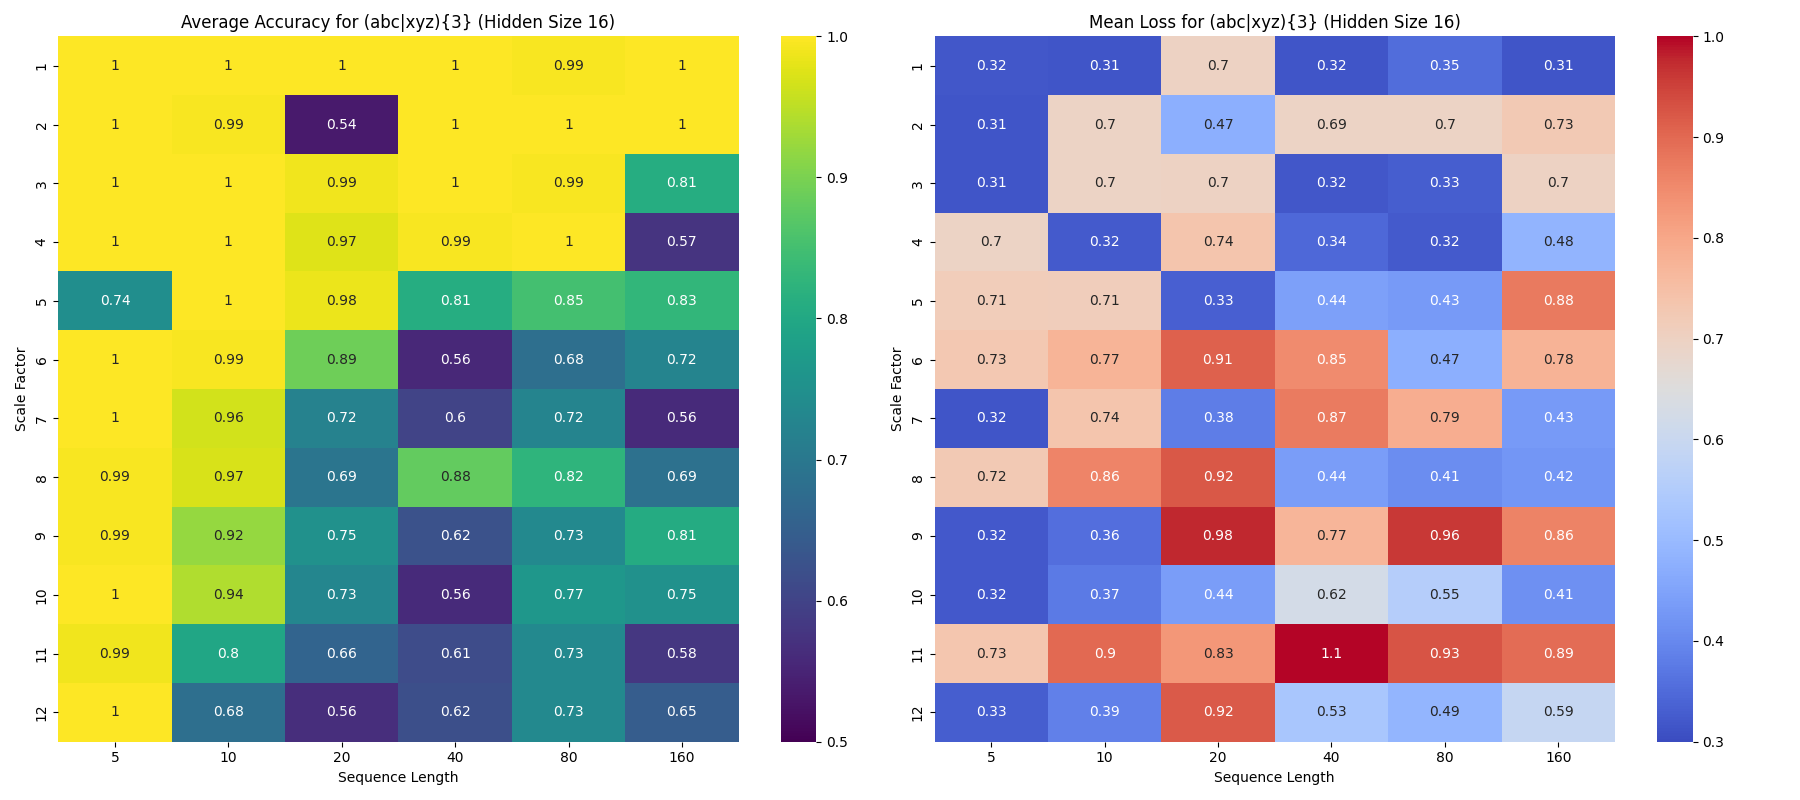 Average Accuracy for (abc|xyz){3} (Hidden Size 16)
Scale Factor
1 1 1 1 1 0.99 1
2 1 0.99 0.54 1 1 1
3 1 1 0.99 1 0.99 0.81
4 1 1 0.97 0.99 1 0.57
5 0.74 1 0.98 0.81 0.85 0.83
6 1 0.99 0.89 0.56 0.68 0.72
7 1 0.96 0.72 0.6 0.72 0.56
8 0.99 0.97 0.69 0.88 0.82 0.69
9 0.99 0.92 0.75 0.62 0.73 0.81
10 1 0.94 0.73 0.56 0.77 0.75
11 0.99 0.8 0.66 0.61 0.73 0.58
12 1 0.68 0.56 0.62 0.73 0.65
5 10 20 40 80 160
Sequence Length
1.0
0.9
0.8
0.7
0.6
0.5
Mean Loss for (abc|xyz){3} (Hidden Size 16)
Scale Factor
1 0.32 0.31 0.7 0.32 0.35 0.31
2 0.31 0.7 0.47 0.69 0.7 0.73
3 0.31 0.7 0.7 0.32 0.33 0.7
4 0.7 0.32 0.74 0.34 0.32 0.48
5 0.71 0.71 0.33 0.44 0.43 0.88
6 0.73 0.77 0.91 0.85 0.47 0.78
7 0.32 0.74 0.38 0.87 0.79 0.43
8 0.72 0.86 0.92 0.44 0.41 0.42
9 0.32 0.36 0.98 0.77 0.96 0.86
10 0.32 0.37 0.44 0.62 0.55 0.41
11 0.73 0.9 0.83 1.1 0.93 0.89
12 0.33 0.39 0.92 0.53 0.49 0.59
5 10 20 40 80 160
Sequence Length
1.0
0.9
0.8
0.7
0.6
0.5
0.4
0.3